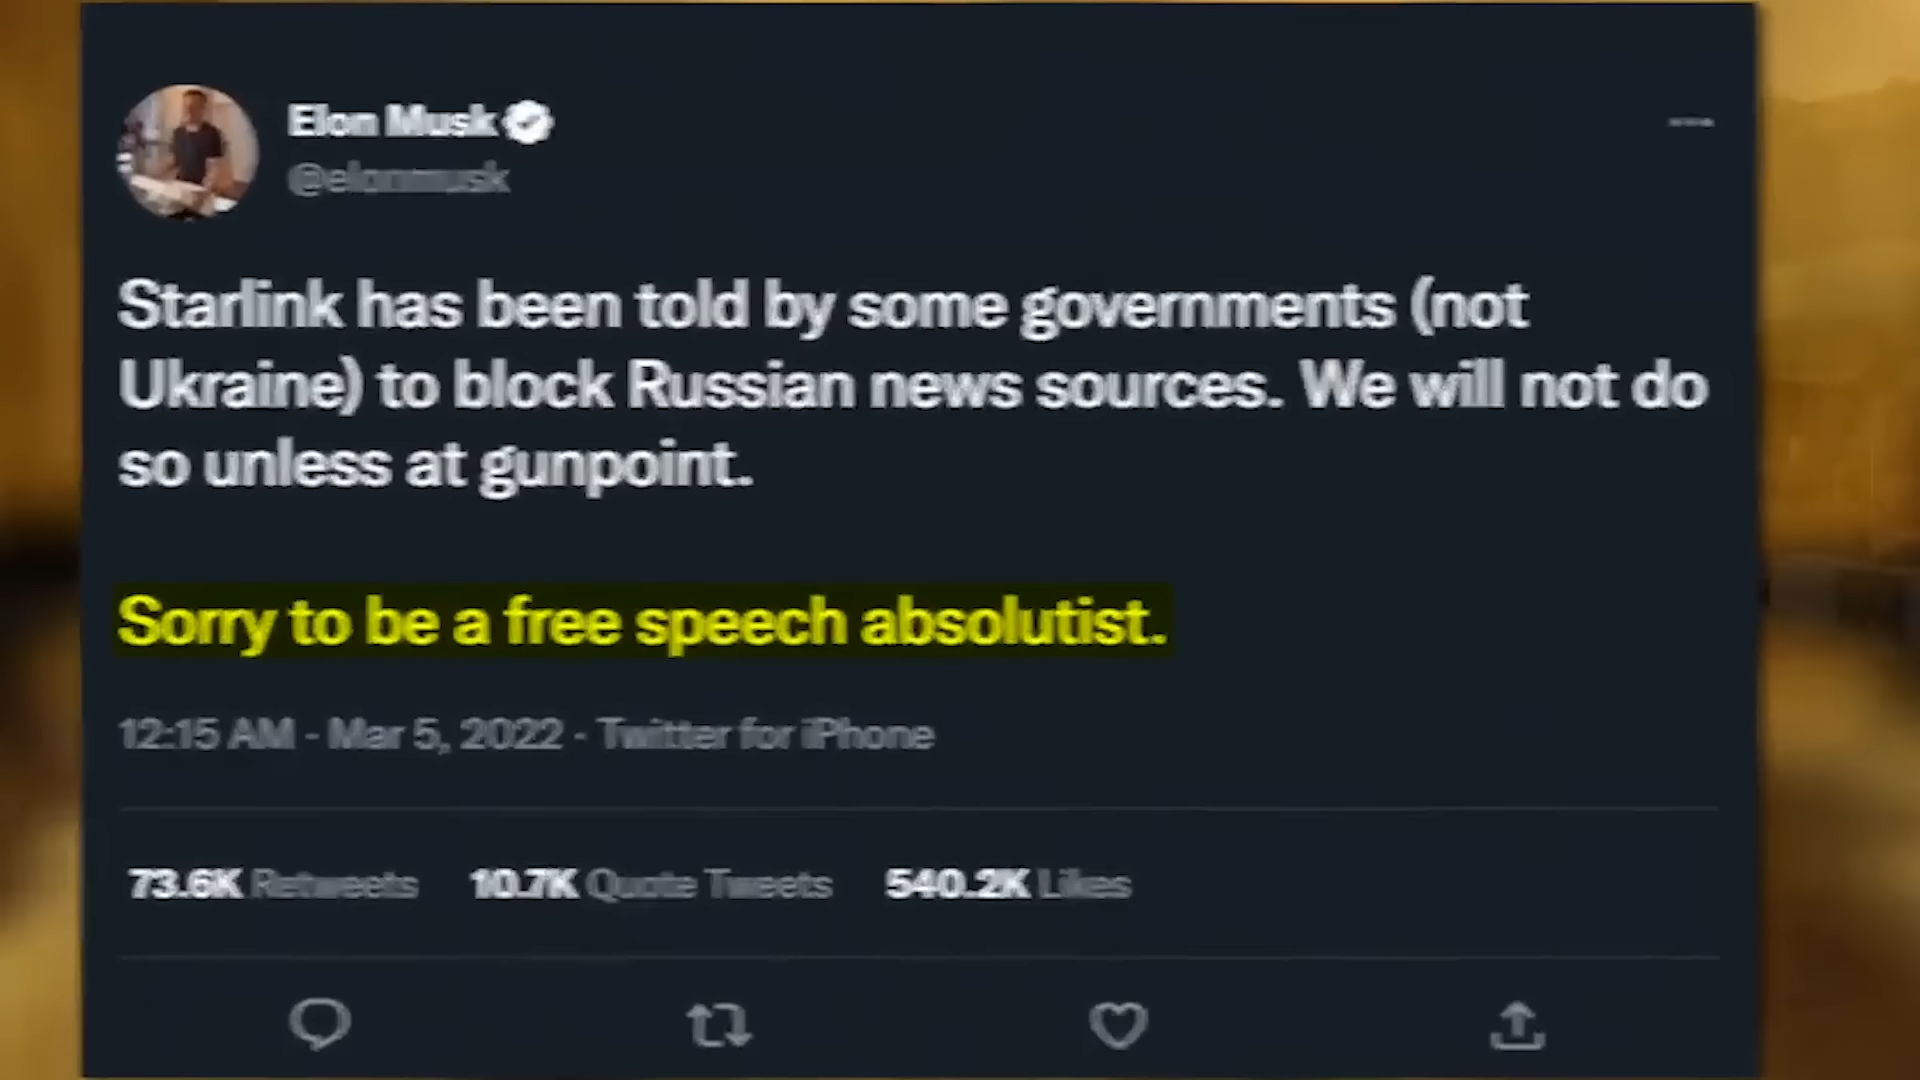 Elon Musk
@elonmusk
Starlink has been told by some governments (not
Ukraine) to block Russian news sources. We will not do
so unless at gunpoint.
Sorry to be a free speech absolutist.
12:15 AM · Mar 5, 2022 · Twitter for iPhone
73.6K Retweets 10.7K Quote Tweets 540.2K Likes